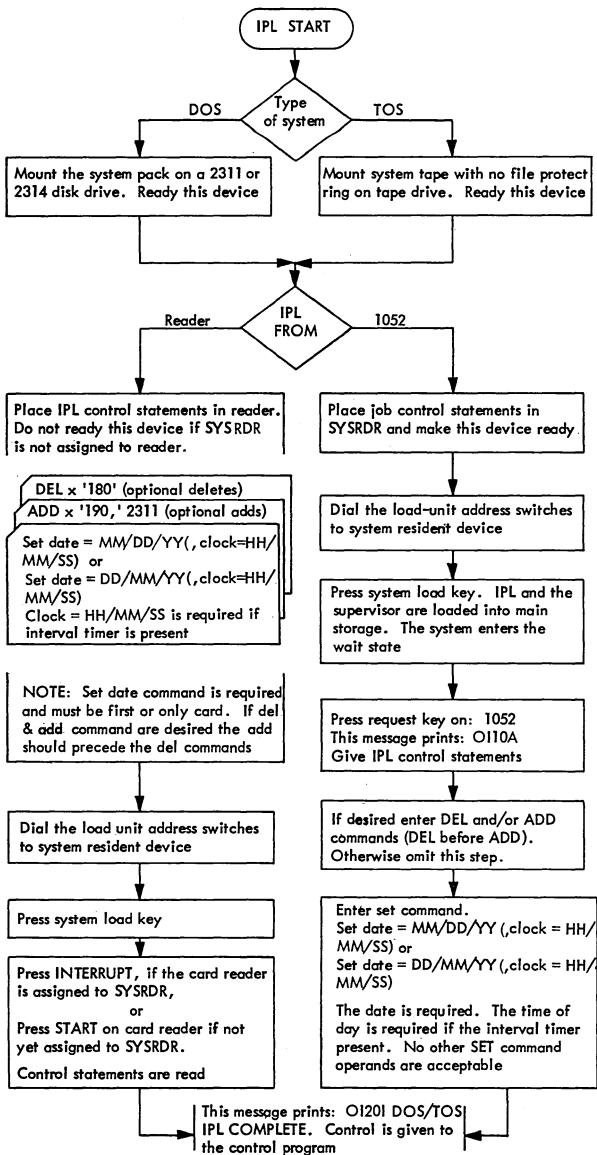 IPL START
Type
of system
DOS
TOS
Mount the system pack on a 2311 or
2314 disk drive. Ready this device
Mount system tape with no file protect
ring on tape drive. Ready this device
IPL
FROM
Reader
1052
Place IPL control statements in reader.
Do not ready this device if SYSRDR
is not assigned to reader.
DEL x '180' (optional deletes)
ADD x '190,' 2311 (optional adds)
Set date = MM/DD/YY(,clock=HH/
MM/SS) or
Set date = DD/MM/YY(,clock=HH/
MM/SS)
Clock = HH/MM/SS is required if
interval timer is present
NOTE: Set date command is required
and must be first or only card. If del
& add command are desired the add
should precede the del commands
Dial the load unit address switches
to system resident device
Press system load key
Press INTERRUPT, if the card reader
is assigned to SYSRDR,
or
Press START on card reader if not
yet assigned to SYSRDR.
Control statements are read
Place job control statements in
SYSRDR and make this device ready
Dial the load-unit address switches
to system resident device
Press system load key. IPL and the
supervisor are loaded into main
storage. The system enters the
wait state
Press request key on: 1052
This message prints: OI10A
Give IPL control statements
If desired enter DEL and/or ADD
commands (DEL before ADD).
Otherwise omit this step.
Enter set command.
Set date = MM/DD/YY (,clock = HH/
MM/SS) or
Set date = DD/MM/YY (,clock = HH/
MM/SS)
The date is required. The time of
day is required if the interval timer
present. No other SET command
operands are acceptable
This message prints: OI20I DOS/TOS
IPL COMPLETE. Control is given to
the control program